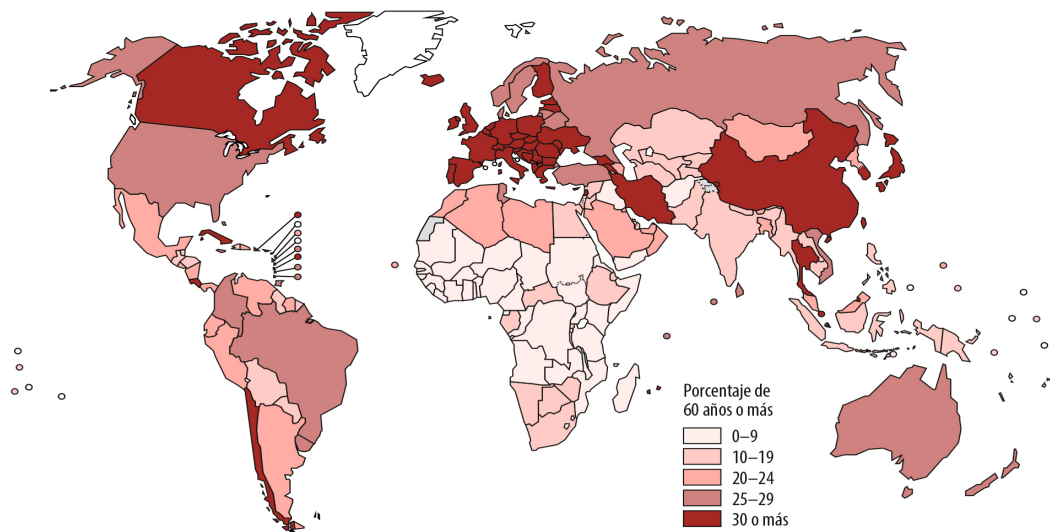 Porcentaje de
60 años o más
0–9
10–19
20–24
25–29
30 o más